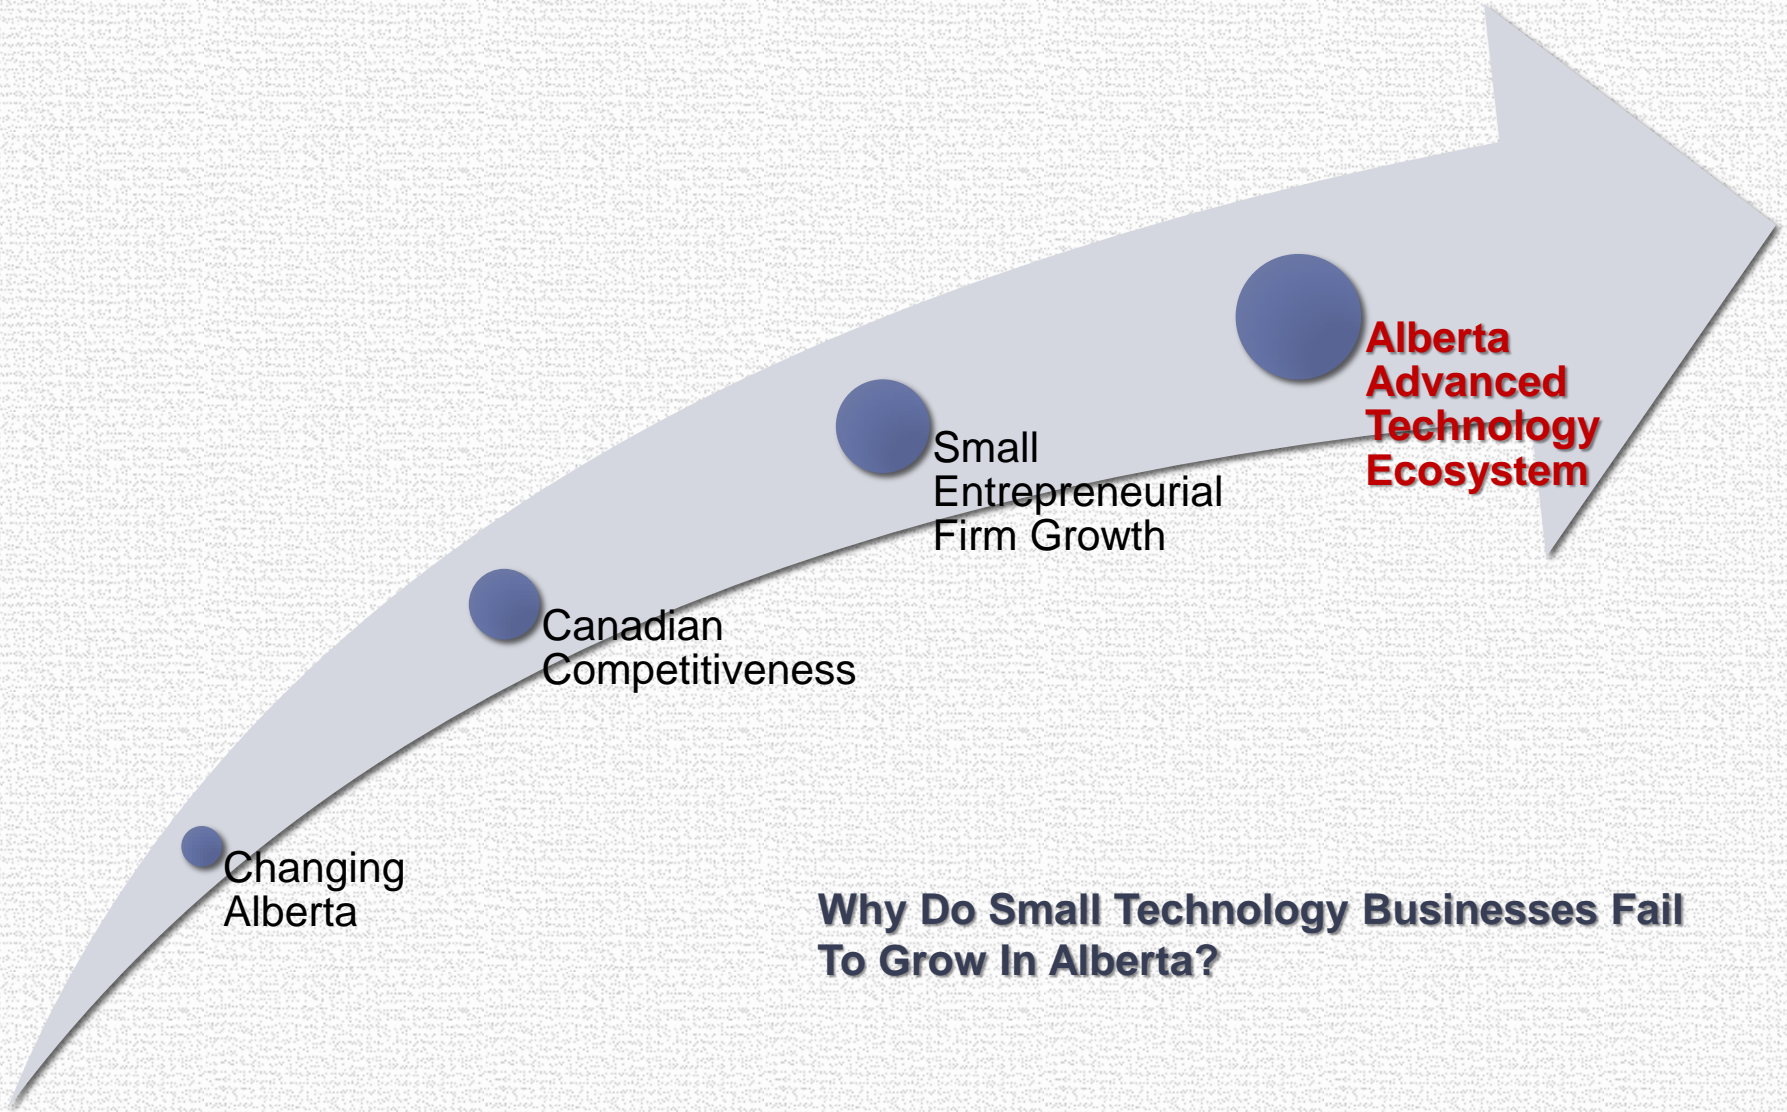 Alberta
Advanced
Technology
Ecosystem
Small
Entrepreneurial
Firm Growth
Canadian
Competitiveness
Changing
Alberta
Why Do Small Technology Businesses Fail
To Grow In Alberta?